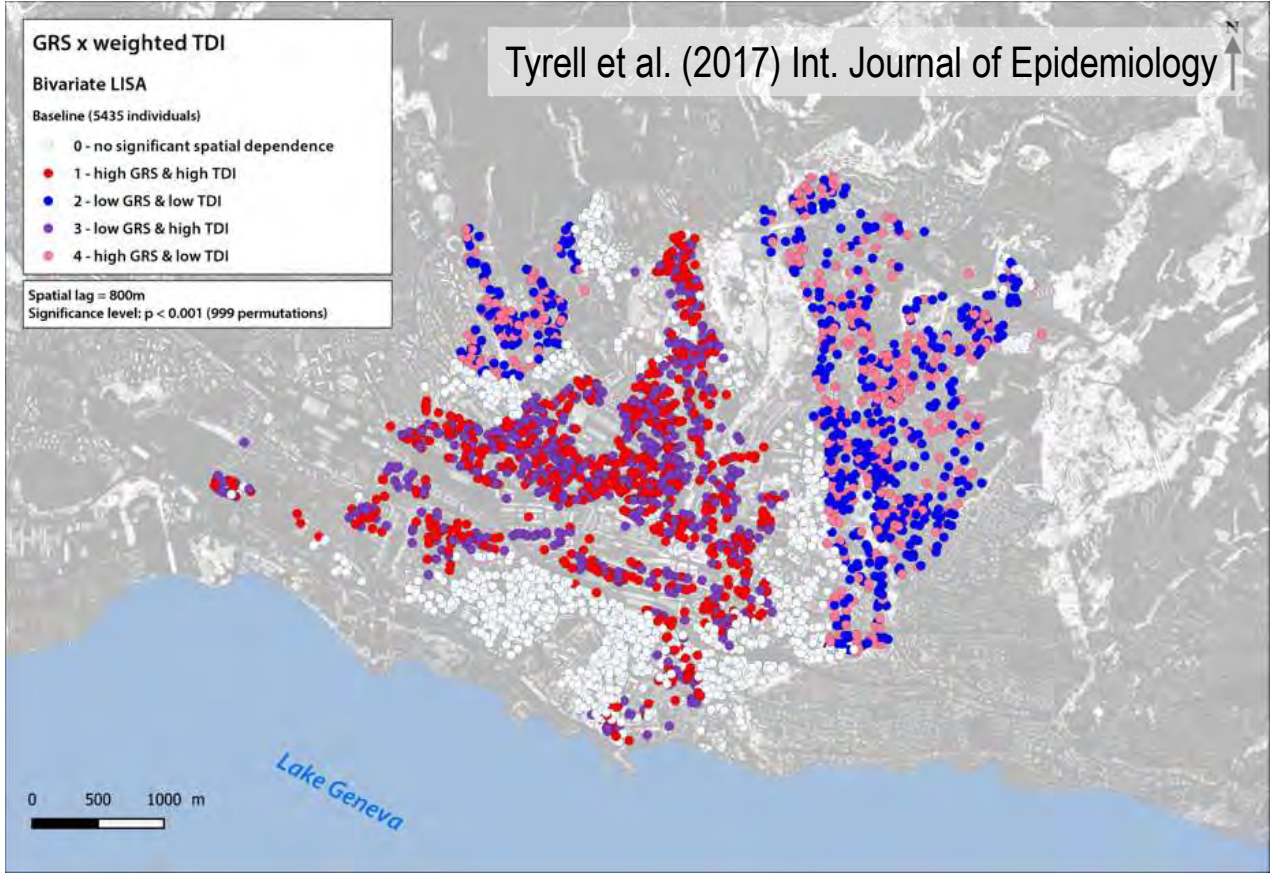 GRS x weighted TDI
Bivariate LISA
Baseline (5435 individuals)
0 - no significant spatial dependence
1 - high GRS & high TDI
2 - low GRS & low TDI
3 - low GRS & high TDI
4 - high GRS & low TDI
Spatial lag = 800m
Significance level: p < 0.001 (999 permutations)
Tyrell et al. (2017) Int. Journal of Epidemiology
N
Lake Geneva
0 500 1000 m